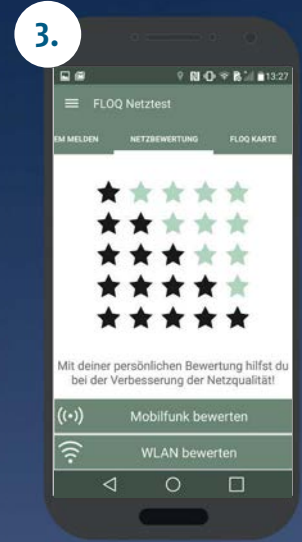 3.
13:27
FLOQ Netztest
EM MELDEN NETZBEWERTUNG FLOQ KARTE
Mit deiner persönlichen Bewertung hilfst du
bei der Verbesserung der Netzqualität!
Mobilfunk bewerten
WLAN bewerten